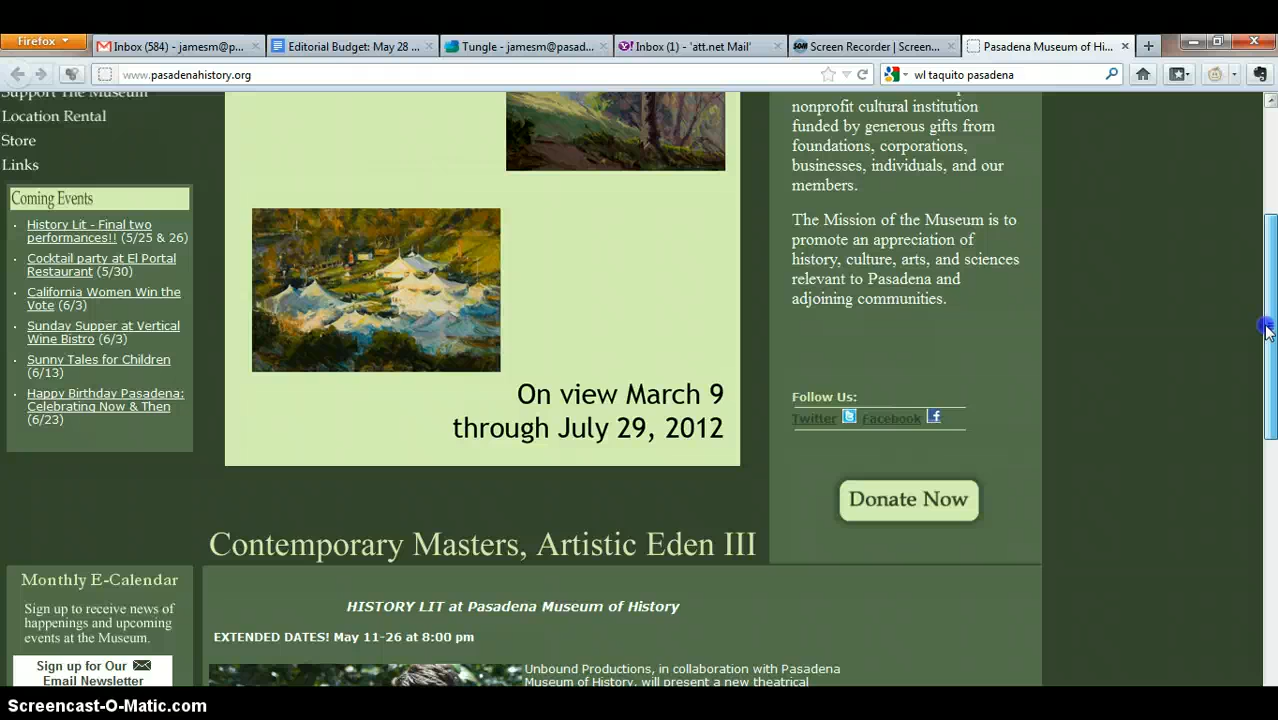 Firefox
Inbox (584) - jamesm@p...
Editorial Budget: May 28 ...
Tungle - jamesm@pasad...
Inbox (1) - 'att.net Mail'
Screen Recorder | Screen...
Pasadena Museum of Hi...
www.pasadenahistory.org
wl taquito pasadena
Support The Museum
Location Rental
Store
Links
Coming Events
History Lit - Final two
performances!! (5/25 & 26)
Cocktail party at El Portal
Restaurant (5/30)
California Women Win the
Vote (6/3)
Sunday Supper at Vertical
Wine Bistro (6/3)
Sunny Tales for Children
(6/13)
Happy Birthday Pasadena:
Celebrating Now & Then
(6/23)
Monthly E-Calendar
Sign up to receive news of
happenings and upcoming
events at the Museum.
Sign up for Our
Email Newsletter
On view March 9
through July 29, 2012
Contemporary Masters, Artistic Eden III
HISTORY LIT at Pasadena Museum of History
EXTENDED DATES! May 11-26 at 8:00 pm
Unbound Productions, in collaboration with Pasadena
Museum of History, will present a new theatrical
nonprofit cultural institution
funded by generous gifts from
foundations, corporations,
businesses, individuals, and our
members.
The Mission of the Museum is to
promote an appreciation of
history, culture, arts, and sciences
relevant to Pasadena and
adjoining communities.
Follow Us:
Twitter Facebook
Donate Now
Screencast-O-Matic.com